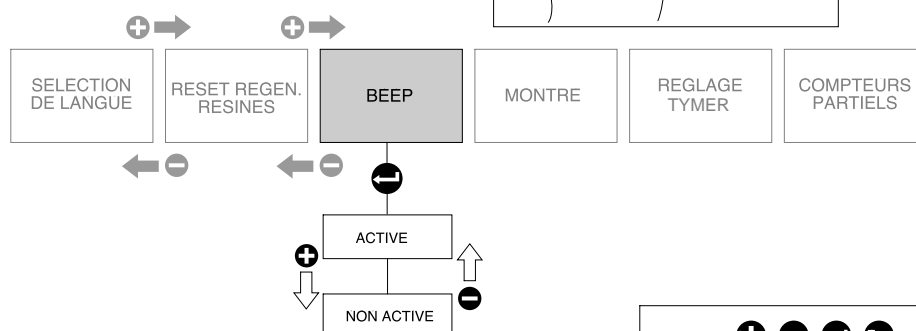 SELECTION
DE LANGUE
RESET REGEN.
RESINES
BEEP
MONTRE
REGLAGE
TYMER
COMPTEURS
PARTIELS
ACTIVE
NON ACTIVE